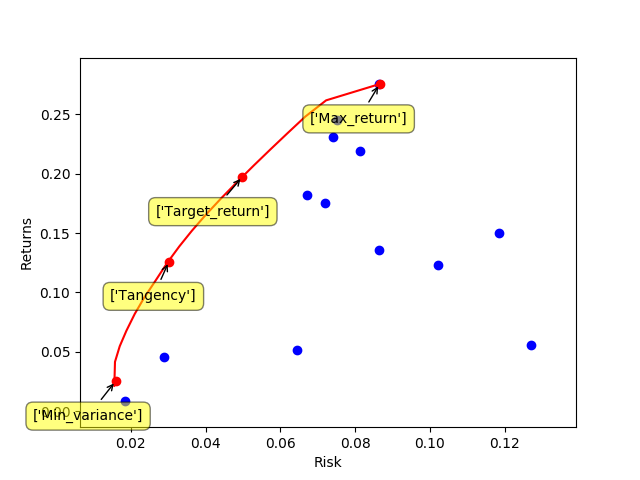 0.25
0.20
0.15
0.10
0.05
0.00
Returns
['Max_return']
['Target_return']
['Tangency']
['Min_variance']
0.02
0.04
0.06
0.08
0.10
0.12
Risk